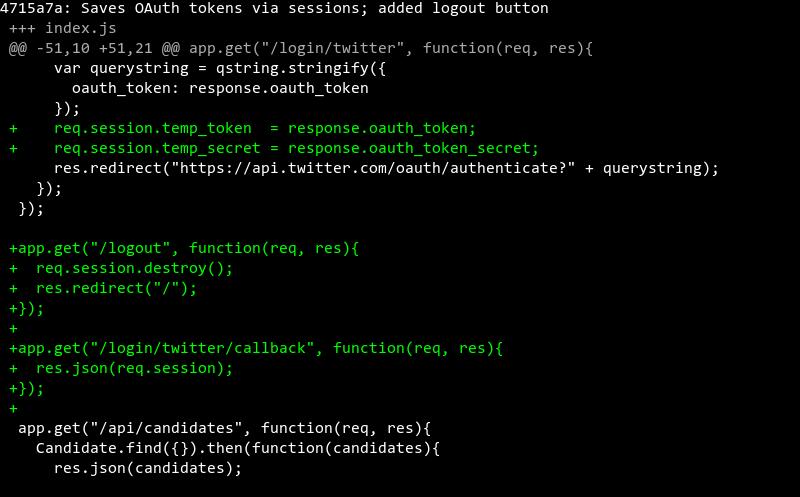 4715a7a: Saves OAuth tokens via sessions; added logout button
+++ index.js
@@ -51,10 +51,21 @@ app.get("/login/twitter", function(req, res){
     var querystring = qstring.stringify({
       oauth_token: response.oauth_token
     });
+    req.session.temp_token  = response.oauth_token;
+    req.session.temp_secret = response.oauth_token_secret;
     res.redirect("https://api.twitter.com/oauth/authenticate?" + querystring);
   });
 });

+app.get("/logout", function(req, res){
+  req.session.destroy();
+  res.redirect("/");
+});
+
+app.get("/login/twitter/callback", function(req, res){
+  res.json(req.session);
+});
+
 app.get("/api/candidates", function(req, res){
   Candidate.find({}).then(function(candidates){
     res.json(candidates);